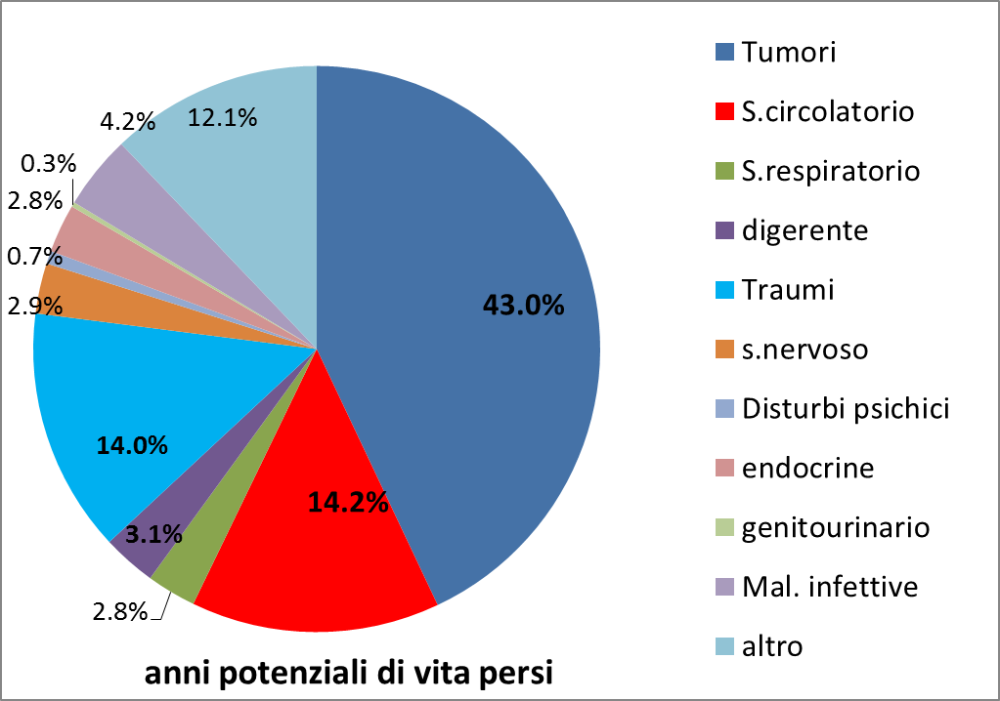 43.0%
14.2%
2.8%
3.1%
14.0%
2.9%
0.7%
2.8%
0.3%
4.2%
12.1%
Tumori
S.circolatorio
S.respiratorio
digerente
Traumi
s.nervoso
Disturbi psichici
endocrine
genitourinario
Mal. infettive
altro
anni potenziali di vita persi